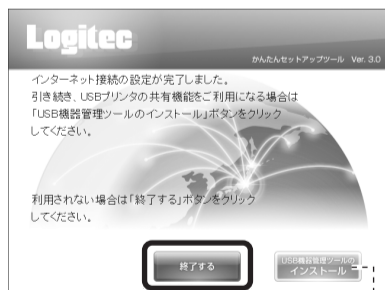 Logitec
かんたんセットアップツール Ver. 3.0
インターネット接続の設定が完了しました。
引き続き、USBプリンタの共有機能をご利用になる場合は
「USB機器管理ツールのインストール」ボタンをクリック
してください。
利用されない場合は「終了する」ボタンをクリック
してください。
終了する
USB機器管理ツールの
インストール